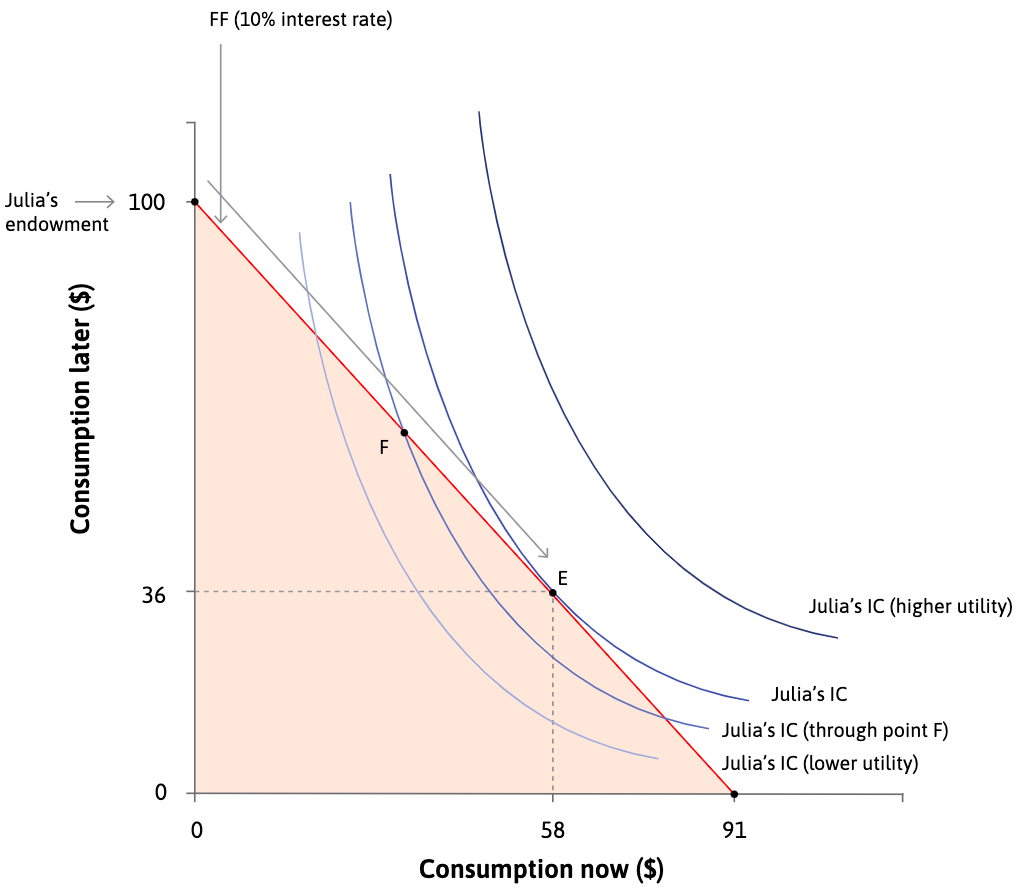 FF (10% interest rate)
Julia’s
endowment
100
Consumption later ($)
F
E
36
Julia’s IC (higher utility)
Julia’s IC
Julia’s IC (through point F)
Julia’s IC (lower utility)
0
0
58
91
Consumption now ($)